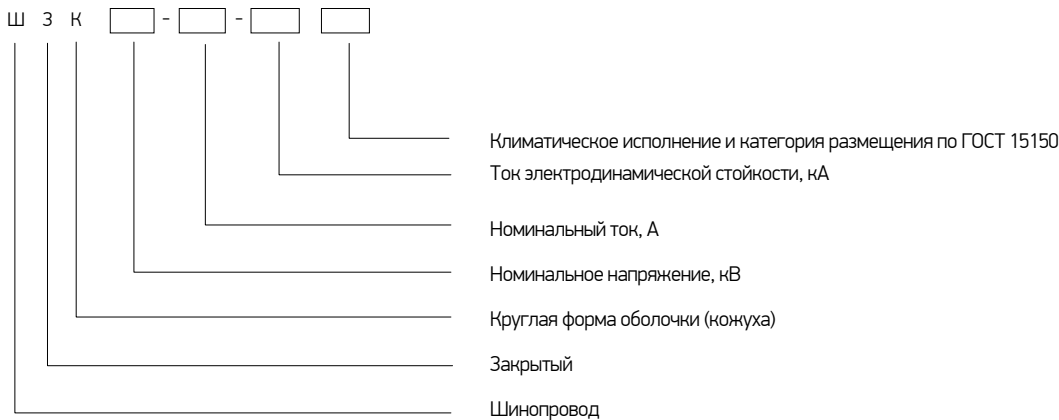 Ш З К - -
Климатическое исполнение и категория размещения по ГОСТ 15150
Ток электродинамической стойкости, кА
Номинальный ток, А
Номинальное напряжение, кВ
Круглая форма оболочки (кожуха)
Закрытый
Шинопровод